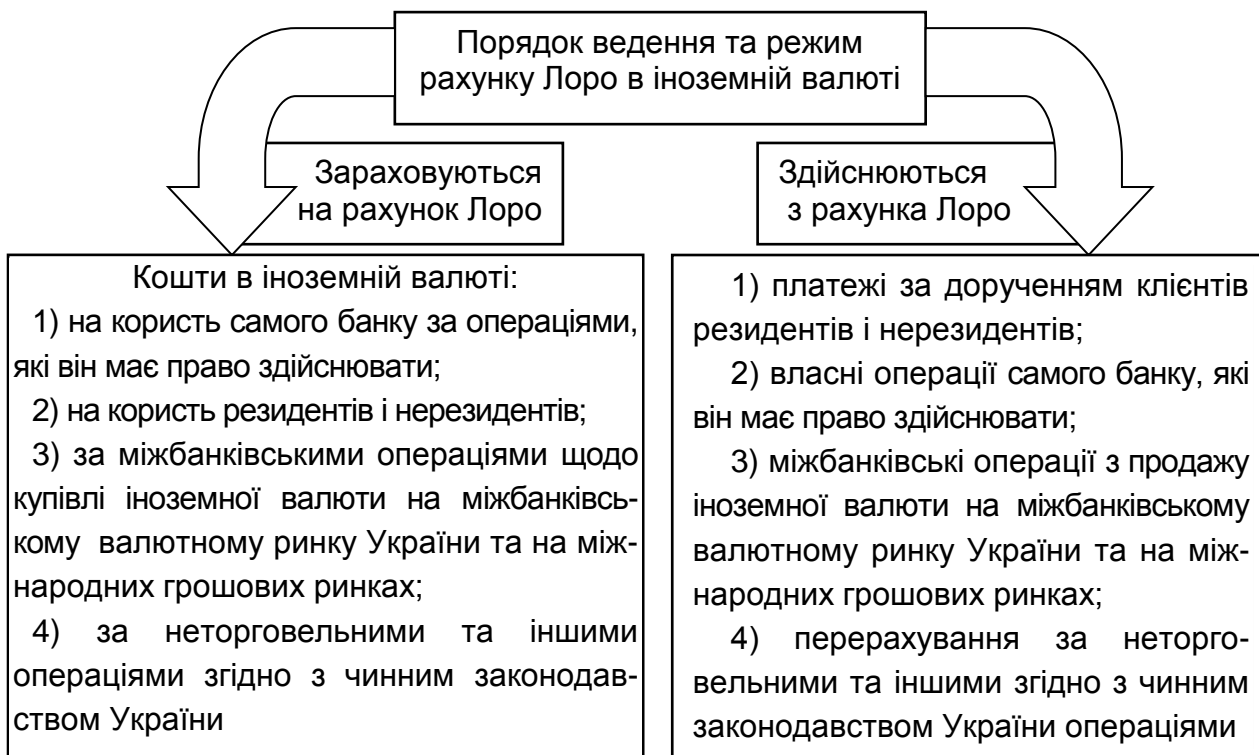 Порядок ведення та режим
рахунку Лоро в іноземній валюті
Зараховуються
на рахунок Лоро
Здійснюються
з рахунка Лоро
Кошти в іноземній валюті:
1) на користь самого банку за операціями,
які він має право здійснювати;
2) на користь резидентів і нерезидентів;
3) за міжбанківськими операціями щодо
купівлі іноземної валюти на міжбанківсь-
кому валютному ринку України та на між-
народних грошових ринках;
4) за неторговельними та іншими
операціями згідно з чинним законодав-
ством України
1) платежі за дорученням клієнтів
резидентів і нерезидентів;
2) власні операції самого банку, які
він має право здійснювати;
3) міжбанківські операції з продажу
іноземної валюти на міжбанківському
валютному ринку України та на між-
народних грошових ринках;
4) перерахування за неторго-
вельними та іншими згідно з чинним
законодавством України операціями